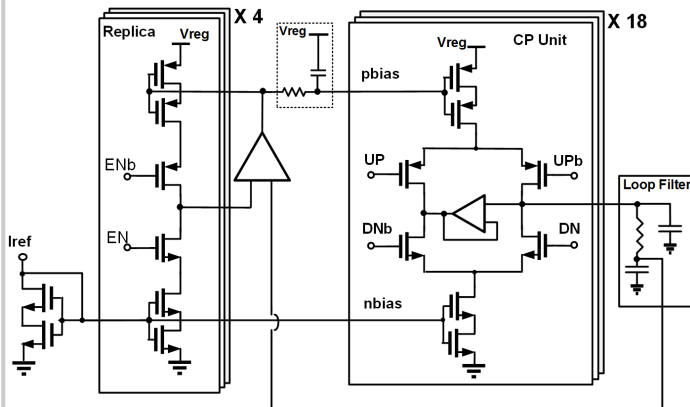 X 4
X 18
Replica
Vreg
Vreg
Vreg
CP Unit
pbias
ENb
UP
UPb
Loop Filter
EN
DNb
DN
Iref
nbias